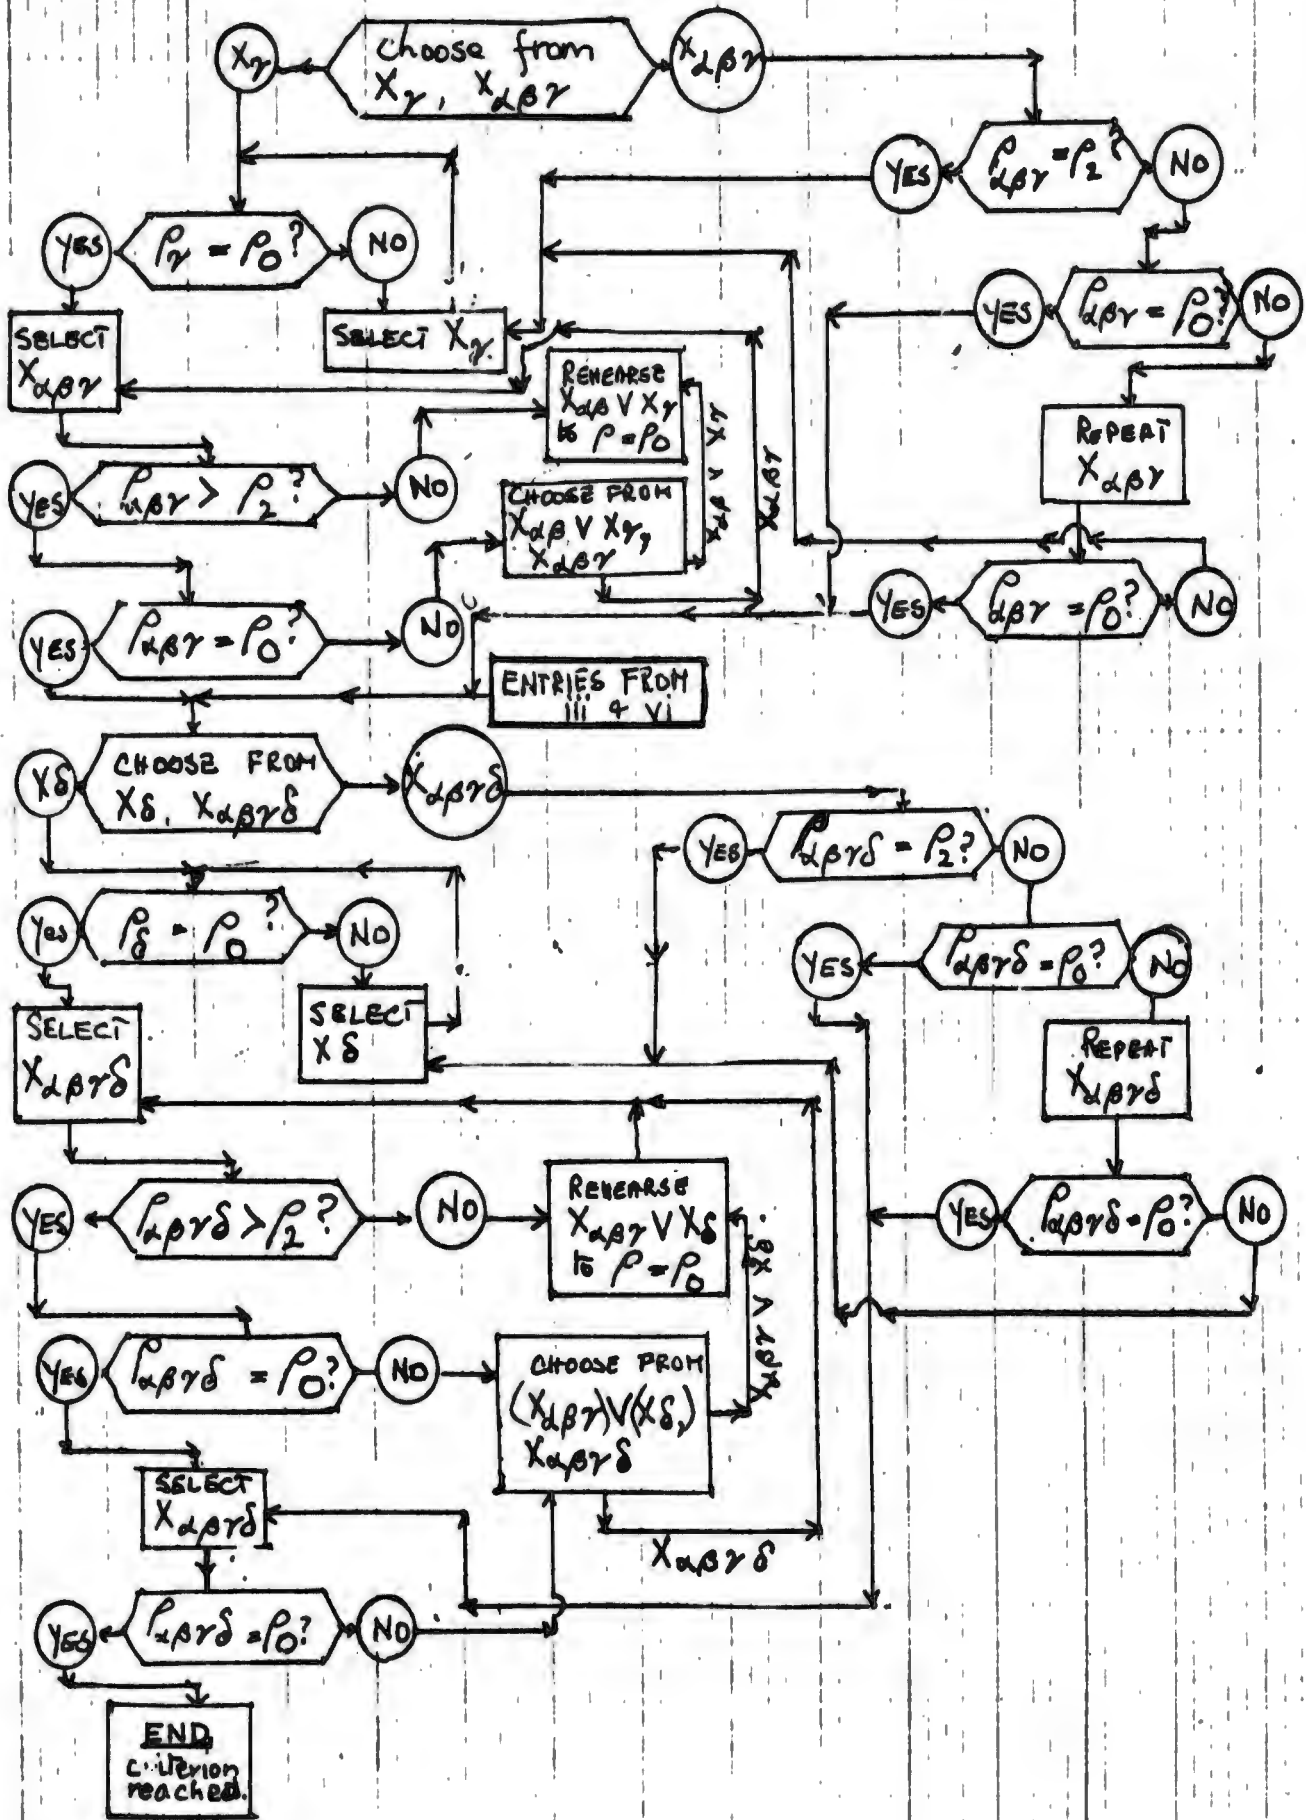 Xγ
Choose from
Xγ, Xαβγ
Xαβγ
YES
ραβγ = ρ2?
NO
YES
ργ = ρ0?
NO
YES
ραβγ = ρ0?
NO
SELECT
Xαβγ
SELECT Xγ.
REHEARSE
Xαβ V Xγ
to ρ = ρ0
Xαβ V Xγ
Xαβγ
REPEAT
Xαβγ
YES
ραβγ > ρ2?
NO
CHOOSE FROM
Xαβ V Xγ,
Xαβγ
YES
ραβγ = ρ0?
NO
YES
ραβγ = ρ0?
NO
ENTRIES FROM
iii & vi
Xδ
CHOOSE FROM
Xδ, Xαβγδ
Xαβγδ
YES
ραβγδ = ρ2?
NO
Yes
ρδ = ρ0?
NO
YES
ραβγδ = ρ0?
NO
SELECT
Xαβγδ
SELECT
Xδ
REPEAT
Xαβγδ
YES
ραβγδ > ρ2?
NO
REHEARSE
Xαβγ V Xδ
to ρ = ρ0
Xαβγ V Xδ.
YES
ραβγδ = ρ0?
NO
YES
ραβγδ = ρ0?
NO
CHOOSE FROM
(Xαβγ)V(Xδ,)
Xαβγδ
SELECT
Xαβγδ
Xαβγδ
YES
ραβγδ = ρ0?
NO
END
criterion
reached.